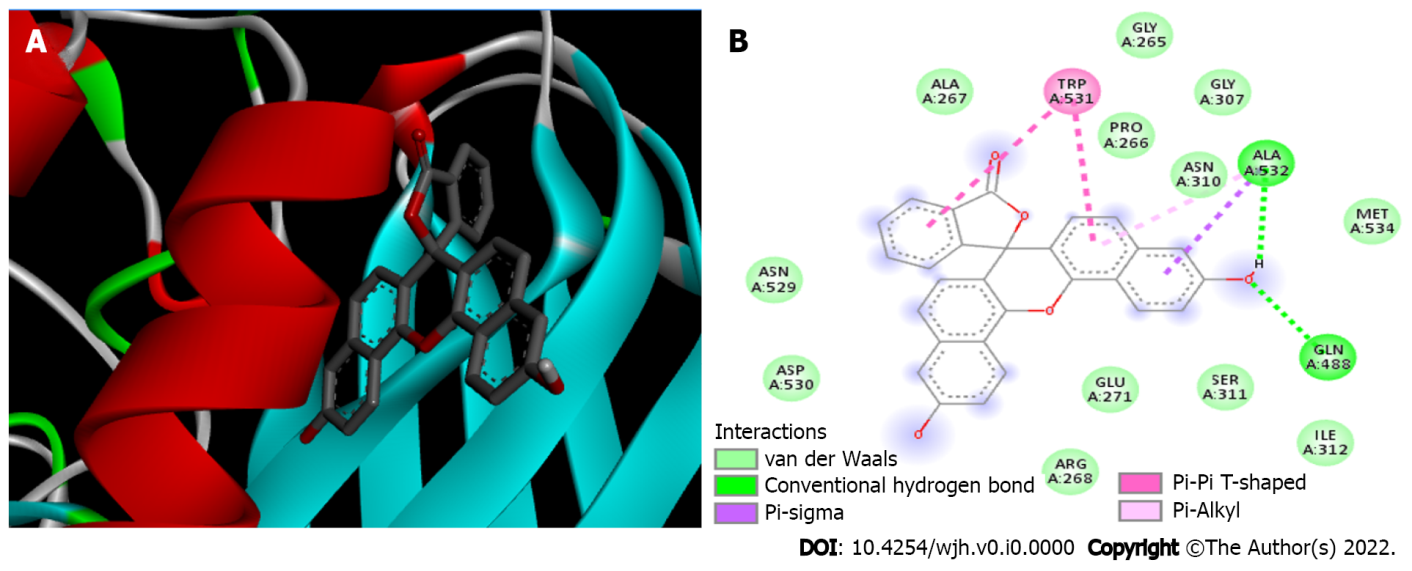 A
B
GLY
A:265
ALA
A:267
TRP
A:531
GLY
A:307
PRO
A:266
ASN
A:310
ALA
A:532
MET
A:534
O
O
H
O
O
O
ASN
A:529
GLN
A:488
ASP
A:530
GLU
A:271
SER
A:311
ILE
A:312
ARG
A:268
Interactions
van der Waals
Conventional hydrogen bond
Pi-sigma
Pi-Pi T-shaped
Pi-Alkyl
DOI: 10.4254/wjh.v0.i0.0000 Copyright ©The Author(s) 2022.